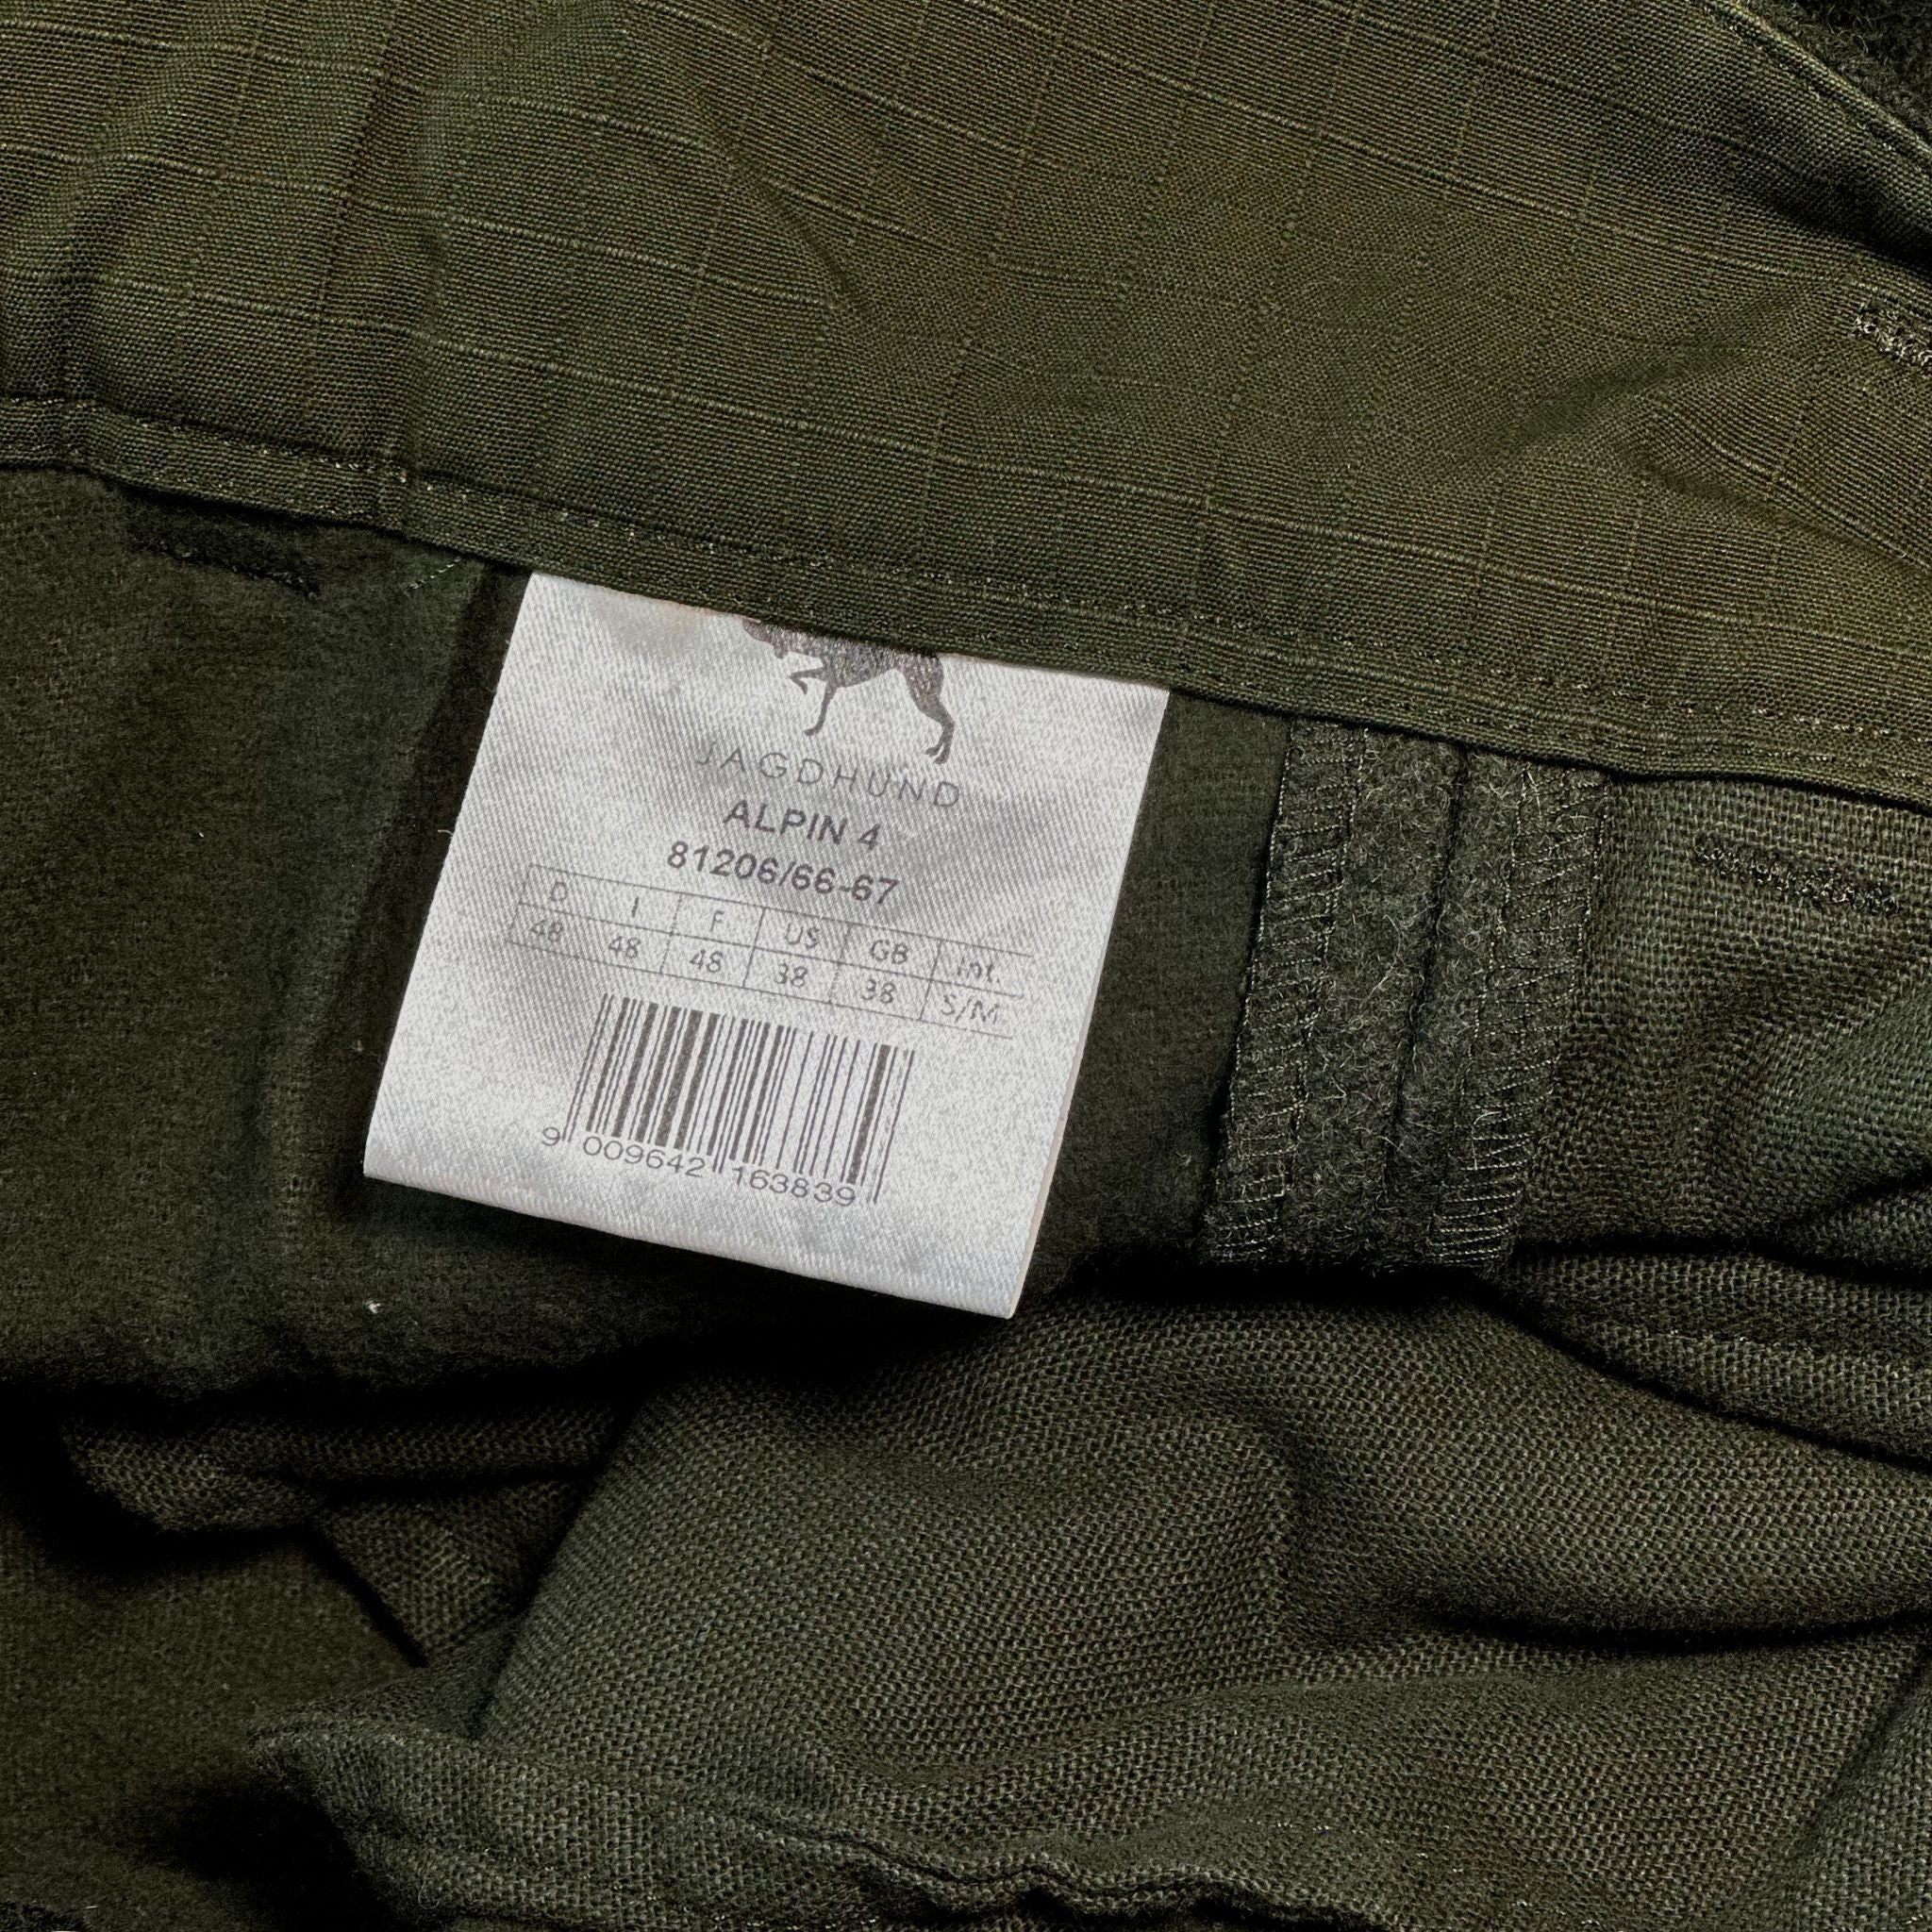 JAGDHUND
ALPIN 4
81206/66-67
D I F US GB Int.
48 48 48 38 38 S/M
9 009642 163839